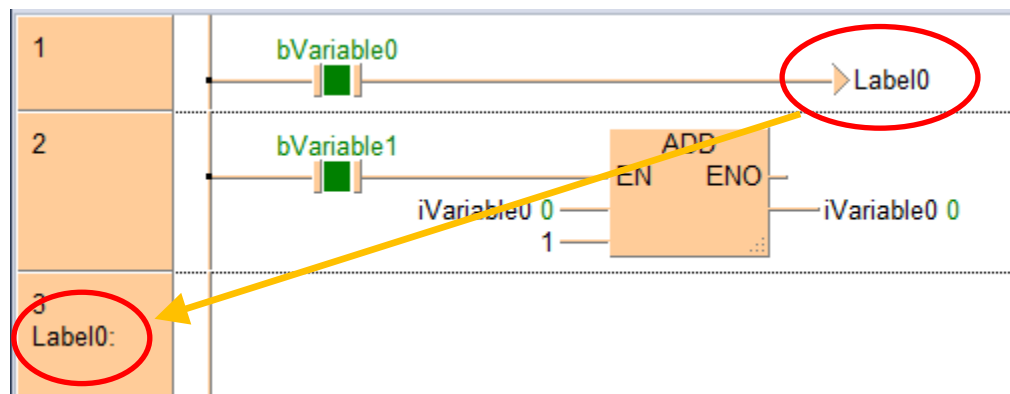 1
bVariable0
Label0
2
bVariable1
ADD
EN ENO
iVariable0 0
iVariable0 0
1
3
Label0: